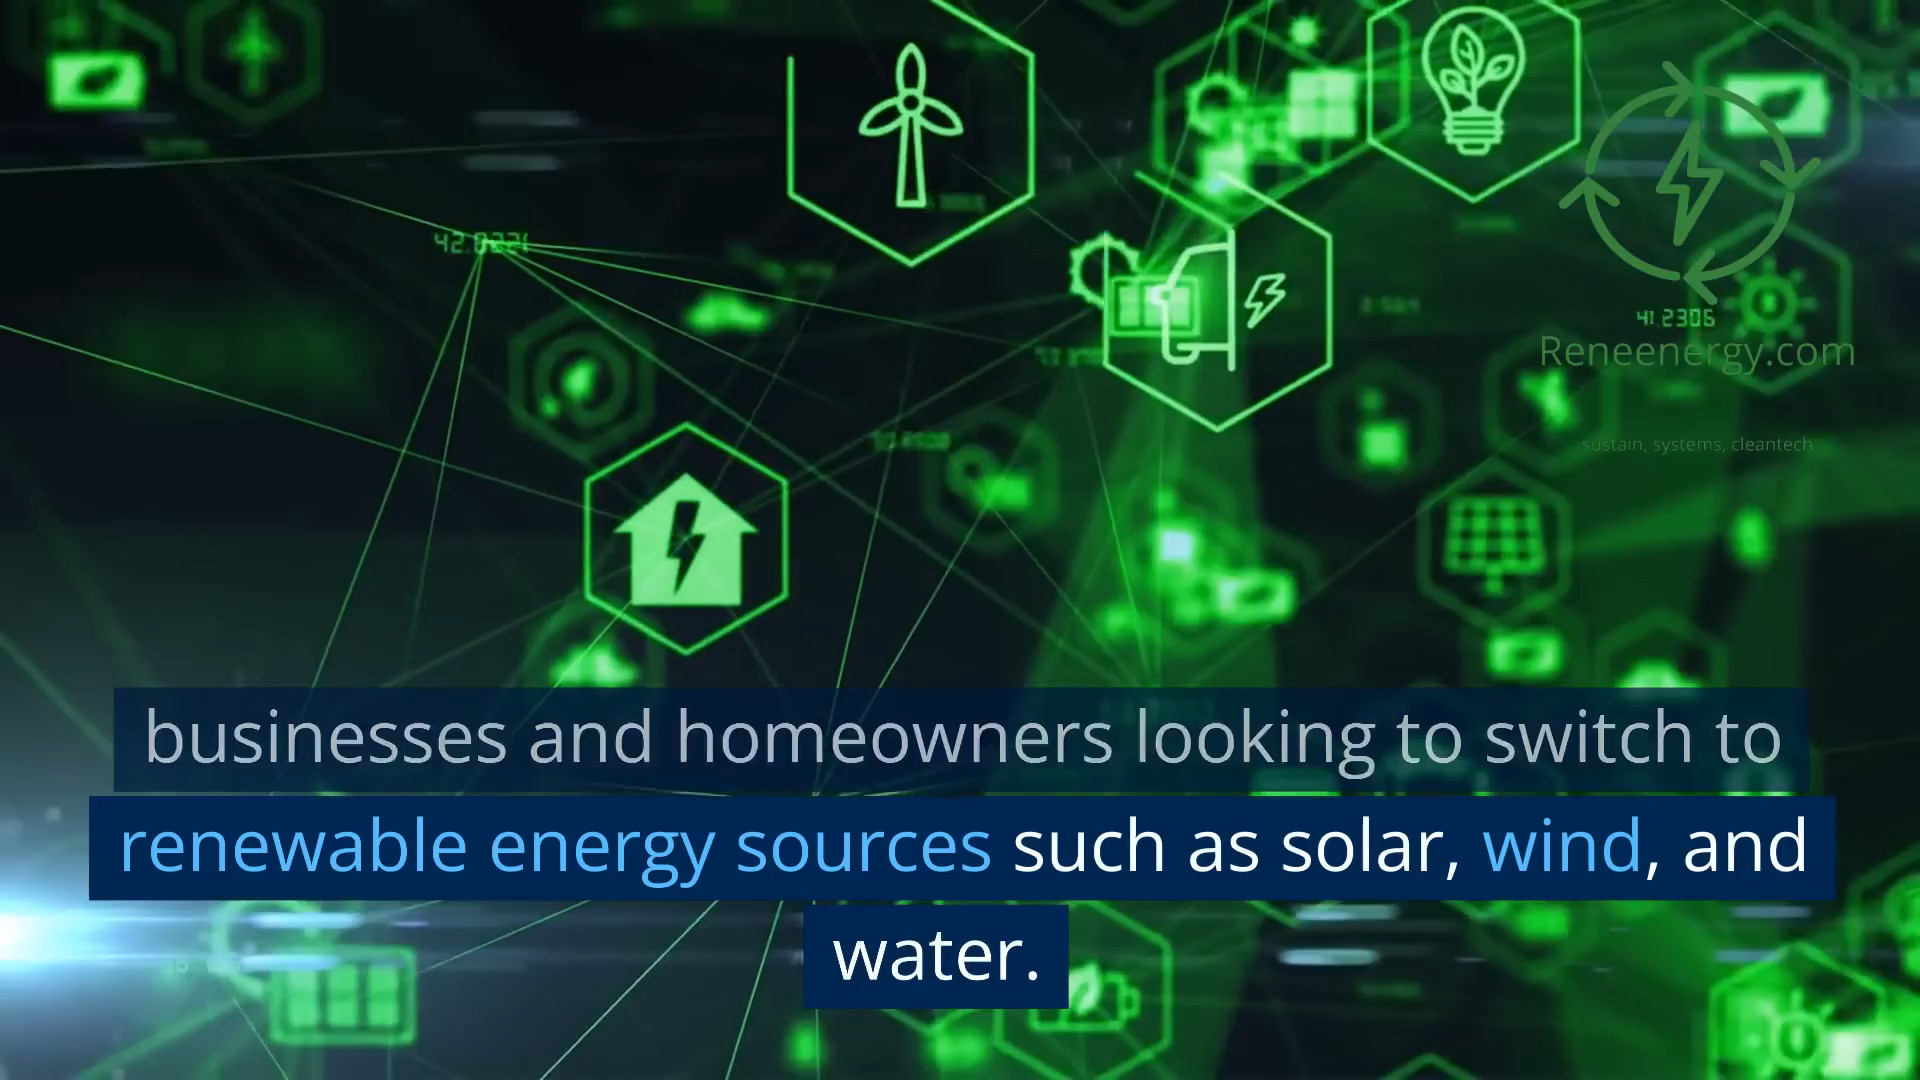 42.8221
41.2306
Reneenergy.com
sustain, systems, cleantech
businesses and homeowners looking to switch to
renewable energy sources such as solar, wind, and
water.